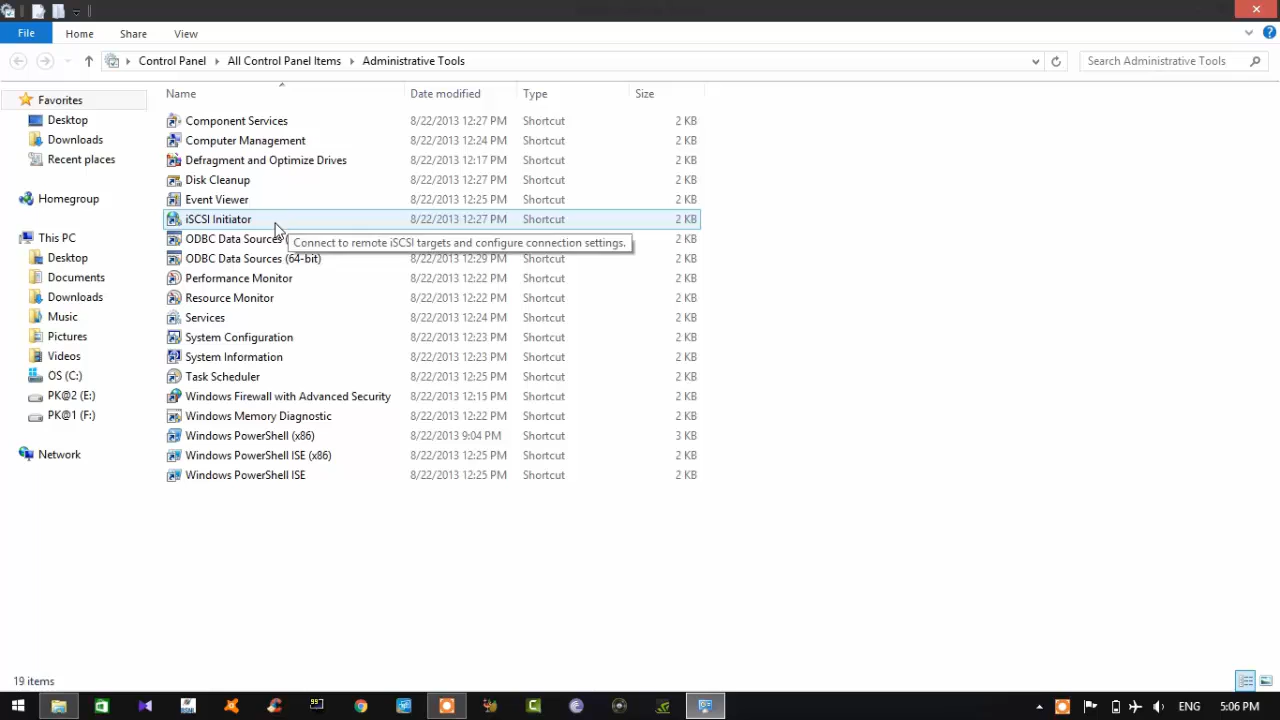 File Home Share View
Control Panel All Control Panel Items Administrative Tools Search Administrative Tools
Name Date modified Type Size
Favorites
Desktop
Downloads
Recent places
Homegroup
This PC
Desktop
Documents
Downloads
Music
Pictures
Videos
OS (C:)
PK@2 (E:)
PK@1 (F:)
Network
Component Services 8/22/2013 12:27 PM Shortcut 2 KB
Computer Management 8/22/2013 12:24 PM Shortcut 2 KB
Defragment and Optimize Drives 8/22/2013 12:17 PM Shortcut 2 KB
Disk Cleanup 8/22/2013 12:27 PM Shortcut 2 KB
Event Viewer 8/22/2013 12:25 PM Shortcut 2 KB
iSCSI Initiator 8/22/2013 12:27 PM Shortcut 2 KB
ODBC Data Sources (
Connect to remote iSCSI targets and configure connection settings.
2 KB
ODBC Data Sources (64-bit) 8/22/2013 12:29 PM Shortcut 2 KB
Performance Monitor 8/22/2013 12:22 PM Shortcut 2 KB
Resource Monitor 8/22/2013 12:22 PM Shortcut 2 KB
Services 8/22/2013 12:24 PM Shortcut 2 KB
System Configuration 8/22/2013 12:23 PM Shortcut 2 KB
System Information 8/22/2013 12:23 PM Shortcut 2 KB
Task Scheduler 8/22/2013 12:25 PM Shortcut 2 KB
Windows Firewall with Advanced Security 8/22/2013 12:15 PM Shortcut 2 KB
Windows Memory Diagnostic 8/22/2013 12:22 PM Shortcut 2 KB
Windows PowerShell (x86) 8/22/2013 9:04 PM Shortcut 3 KB
Windows PowerShell ISE (x86) 8/22/2013 12:25 PM Shortcut 2 KB
Windows PowerShell ISE 8/22/2013 12:25 PM Shortcut 2 KB
19 items
ENG 5:06 PM